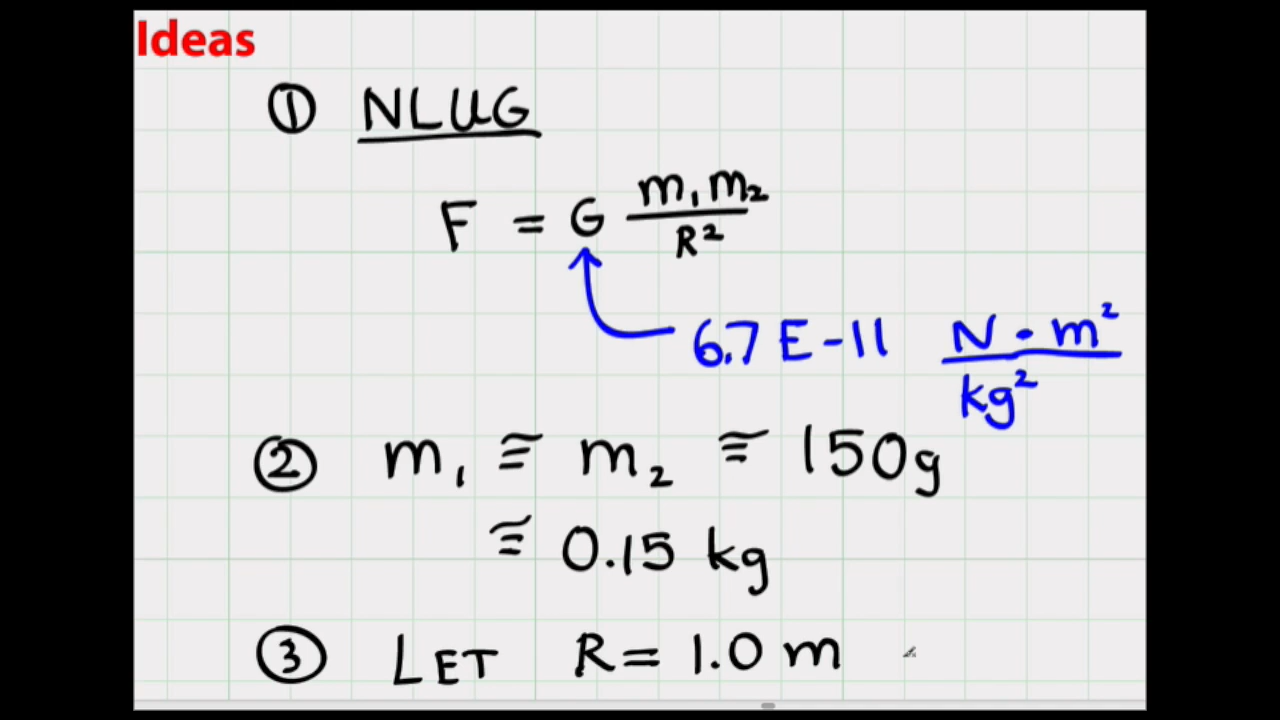 Ideas
① NLUG
F = G m₁m₂ / R²
6.7 E-11 N·m² / kg²
② m₁ ≅ m₂ ≅ 150g
≅ 0.15 kg
③ LET R = 1.0 m